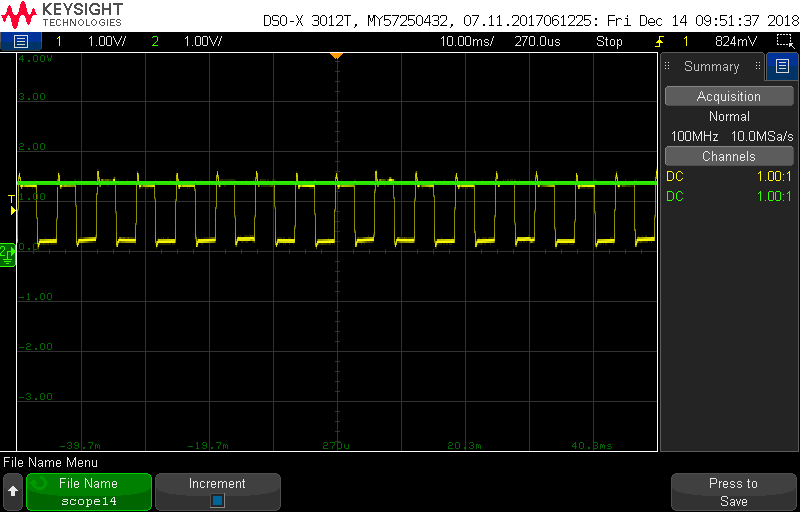 KEYSIGHT
TECHNOLOGIES
DSO-X 3012T, MY57250432, 07.11.2017061225: Fri Dec 14 09:51:37 2018
1 1.00V/ 2 1.00V/ 10.00ms/ 270.0us Stop 1 824mV
4.00V
3.00
2.00
1.00
0.0V
-1.00
-2.00
-3.00
-39.7m -19.7m 270u 20.3m 40.3ms
T
2
Summary
Acquisition
Normal
100MHz 10.0MSa/s
Channels
DC 1.00:1
DC 1.00:1
File Name Menu
File Name
scope14
Increment
Press to
Save